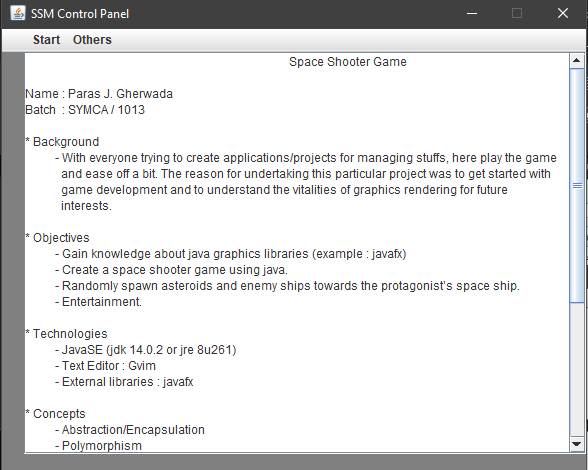 SSM Control Panel
Start Others
Space Shooter Game
Name : Paras J. Gherwada
Batch : SYMCA / 1013
* Background
- With everyone trying to create applications/projects for managing stuffs, here play the game
and ease off a bit. The reason for undertaking this particular project was to get started with
game development and to understand the vitalities of graphics rendering for future
interests.
* Objectives
- Gain knowledge about java graphics libraries (example : javafx)
- Create a space shooter game using java.
- Randomly spawn asteroids and enemy ships towards the protagonist's space ship.
- Entertainment.
* Technologies
- JavaSE (jdk 14.0.2 or jre 8u261)
- Text Editor : Gvim
- External libraries : javafx
* Concepts
- Abstraction/Encapsulation
- Polymorphism